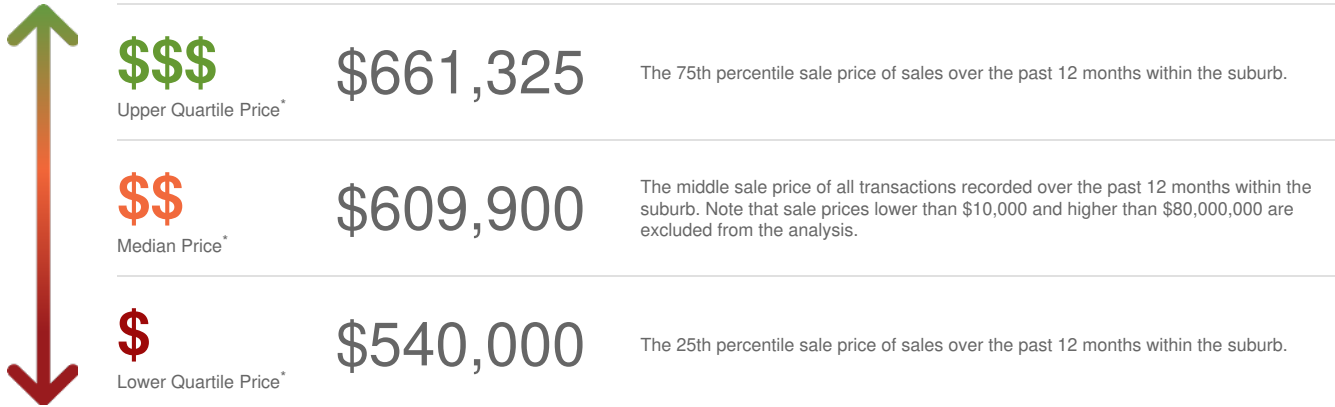 $$$
Upper Quartile Price*
$661,325
The 75th percentile sale price of sales over the past 12 months within the suburb.
$$
Median Price*
$609,900
The middle sale price of all transactions recorded over the past 12 months within the
suburb. Note that sale prices lower than $10,000 and higher than $80,000,000 are
excluded from the analysis.
$
Lower Quartile Price*
$540,000
The 25th percentile sale price of sales over the past 12 months within the suburb.